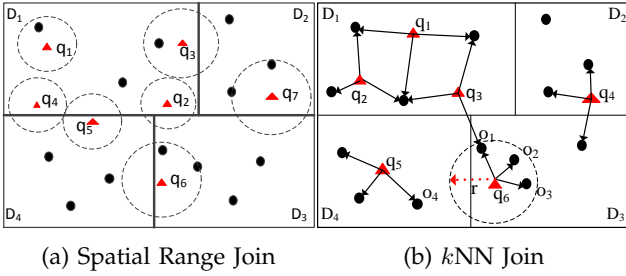 D1 D2
q1 q3
q4 q2 q7
q5
q6
D4 D3
(a) Spatial Range Join
D1 D2
q1
q2 q3 q4
o1
q5 o2
r o3
o4 q6
D4 D3
(b) kNN Join